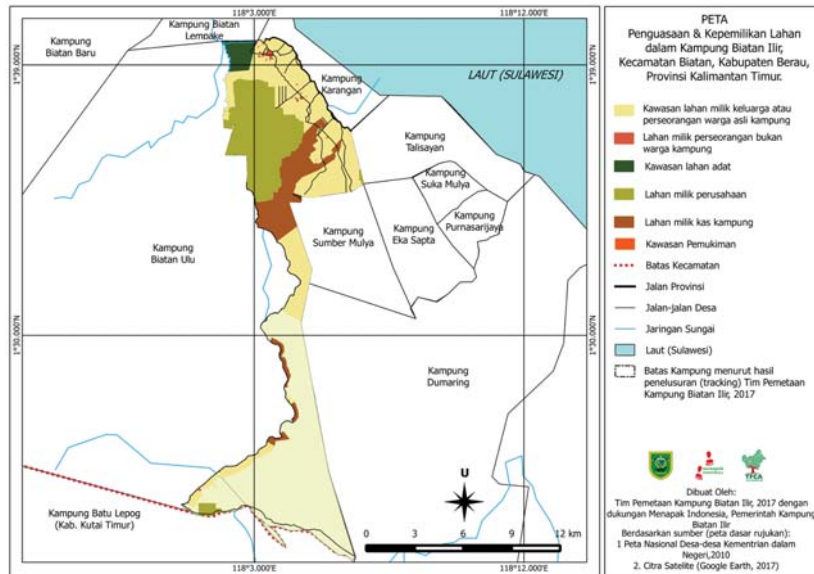 118°3.000'E
118°12.000'E
Kampung Biatan
Lempake
Kampung
Biatan Baru
1°39.000'N
Kampung
Karangan
LAUT (SULAWESI)
Kampung
Talisayan
Kampung
Suka Mulya
Kampung
Purnasarijaya
Kampung
Eka Sapta
Kampung
Sumber Mulya
Kampung
Biatan Ulu
1°30.000'N
Kampung
Dumaring
Kampung Batu Lepog
(Kab. Kutai Timur)
U
0 3 6 9 12 km
118°3.000'E
118°12.000'E
PETA
Penguasaan & Kepemilikan Lahan
dalam Kampung Biatan Ilir,
Kecamatan Biatan, Kabupaten Berau,
Provinsi Kalimantan Timur.
Kawasan lahan milik keluarga atau
perseorangan warga asli kampung
Lahan milik perseorangan bukan
warga kampung
Kawasan lahan adat
Lahan milik perusahaan
Lahan milik kas kampung
Kawasan Pemukiman
Batas Kecamatan
Jalan Provinsi
Jalan-jalan Desa
Jaringan Sungai
Laut (Sulawesi)
Batas Kampung menurut hasil
penelusuran (tracking) Tim Pemetaan
Kampung Biatan Ilir, 2017
TFCA
Dibuat Oleh:
Tim Pemetaan Kampung Biatan Ilir, 2017 dengan
dukungan Menapak Indonesia, Pemerintah Kampung
Biatan Ilir
Berdasarkan sumber (peta dasar rujukan):
1 Peta Nasional Desa-desa Kementrian dalam
Negeri,2010
2. Citra Satelite (Google Earth, 2017)